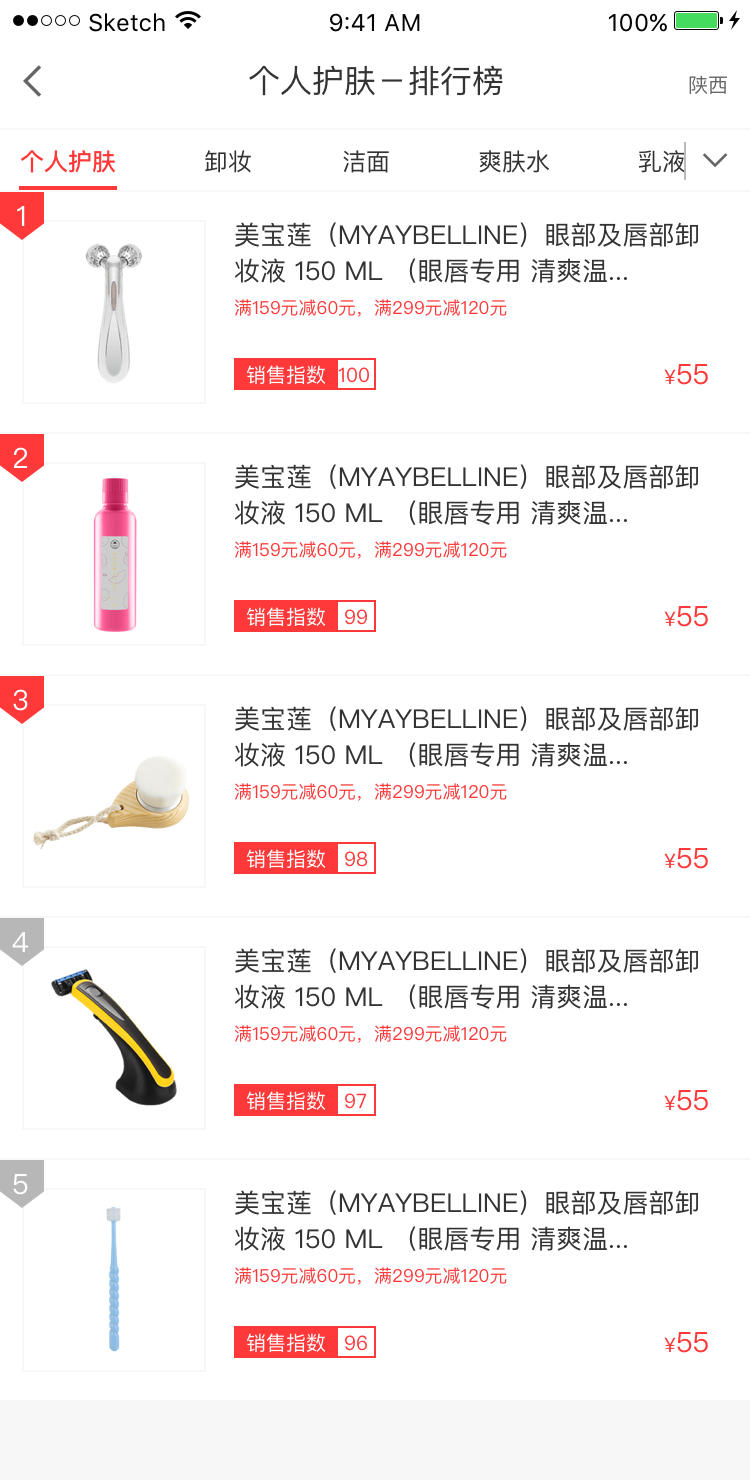 Sketch 9:41 AM 100%
个人护肤－排行榜 陕西
个人护肤 卸妆 洁面 爽肤水 乳液
1
美宝莲（MYAYBELLINE）眼部及唇部卸
妆液 150 ML （眼唇专用 清爽温...
满159元减60元，满299元减120元
销售指数 100 ¥55
2
美宝莲（MYAYBELLINE）眼部及唇部卸
妆液 150 ML （眼唇专用 清爽温...
满159元减60元，满299元减120元
销售指数 99 ¥55
3
美宝莲（MYAYBELLINE）眼部及唇部卸
妆液 150 ML （眼唇专用 清爽温...
满159元减60元，满299元减120元
销售指数 98 ¥55
4
美宝莲（MYAYBELLINE）眼部及唇部卸
妆液 150 ML （眼唇专用 清爽温...
满159元减60元，满299元减120元
销售指数 97 ¥55
5
美宝莲（MYAYBELLINE）眼部及唇部卸
妆液 150 ML （眼唇专用 清爽温...
满159元减60元，满299元减120元
销售指数 96 ¥55